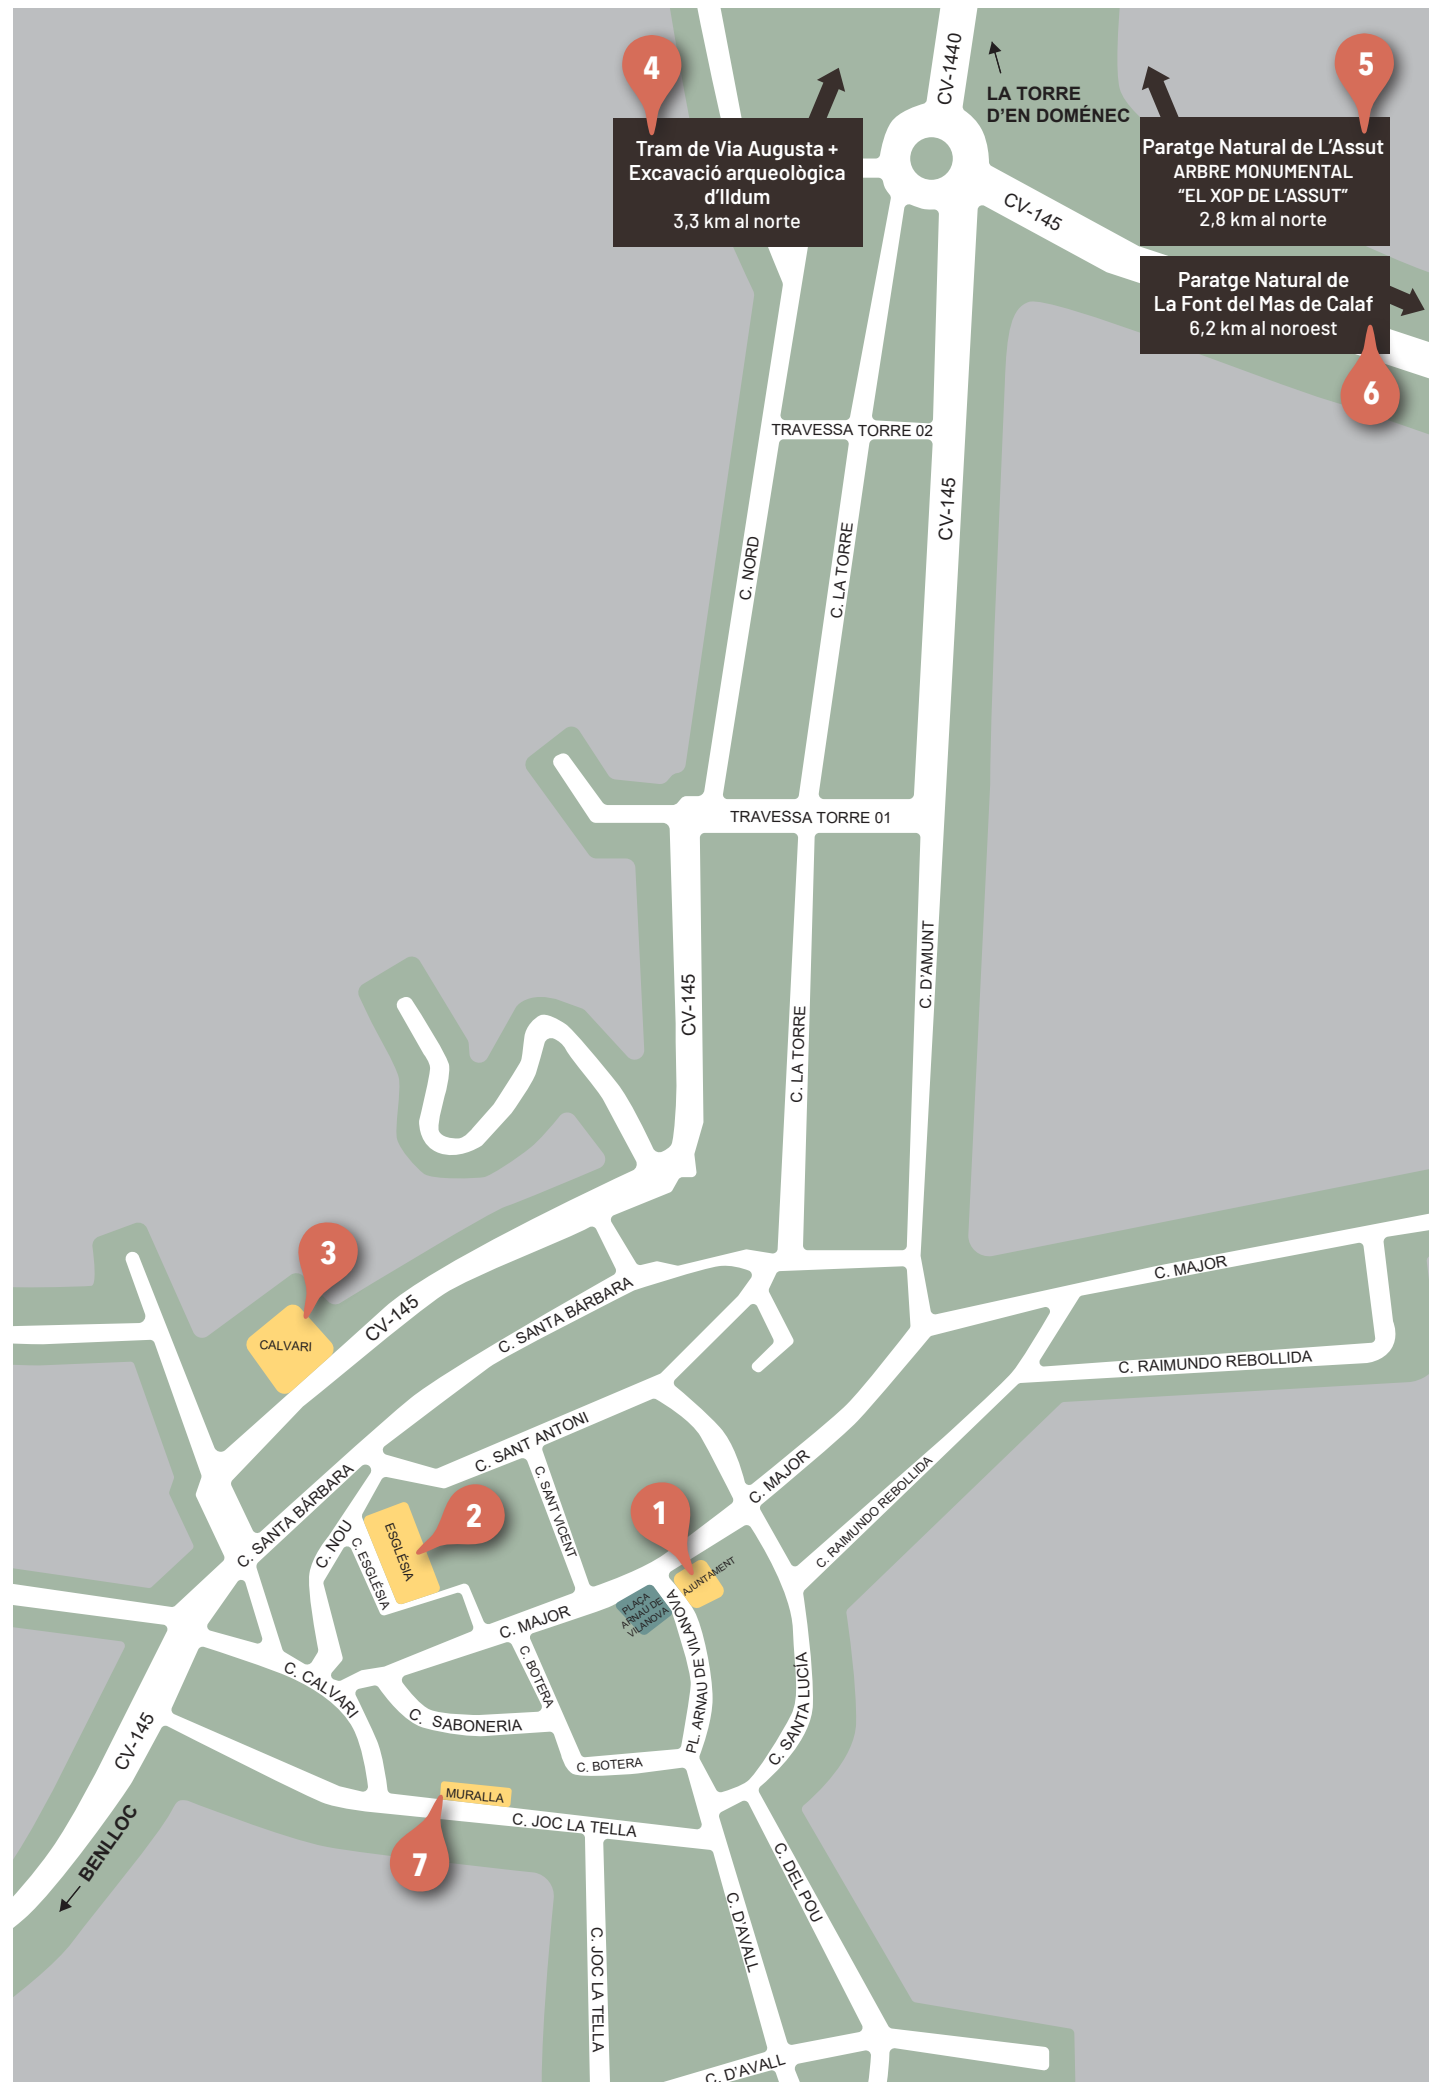 4
Tram de Via Augusta +
Excavació arqueològica
d'Ildum
3,3 km al norte
CV-1440
LA TORRE
D'EN DOMÉNEC
5
Paratge Natural de L'Assut
ARBRE MONUMENTAL
"EL XOP DE L'ASSUT"
2,8 km al norte
CV-145
Paratge Natural de
La Font del Mas de Calaf
6,2 km al noroest
6
TRAVESSA TORRE 02
CV-145
C. NORD
C. LA TORRE
TRAVESSA TORRE 01
CV-145
C. LA TORRE
C. D'AMUNT
3
CALVARI
CV-145
C. SANTA BÁRBARA
C. MAJOR
C. RAIMUNDO REBOLLIDA
C. SANT ANTONI
C. SANTA BÁRBARA
C. SANT VICENT
C. MAJOR
C. RAIMUNDO REBOLLIDA
2
ESGLÉSIA
C. NOU
C. ESGLÉSIA
1
AJUNTAMENT
PLAÇA
ARNAU DE
VILANOVA
C. MAJOR
C. BOTERA
PL. ARNAU DE VILANOVA
C. SANTA LUCÍA
C. CALVARI
C. SABONERIA
C. BOTERA
CV-145
MURALLA
7
C. JOC LA TELLA
BENLLOC
C. DEL POU
C. D'AVALL
C. JOC LA TELLA
C. D'AVALL